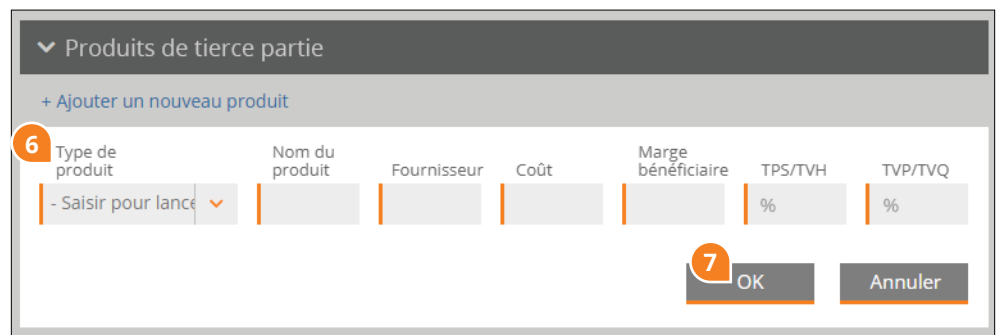 Produits de tierce partie
+ Ajouter un nouveau produit
6
Type de
produit
Nom du
produit
Fournisseur
Coût
Marge
bénéficiaire
TPS/TVH
TVP/TVQ
- Saisir pour lance
%
%
7
OK
Annuler